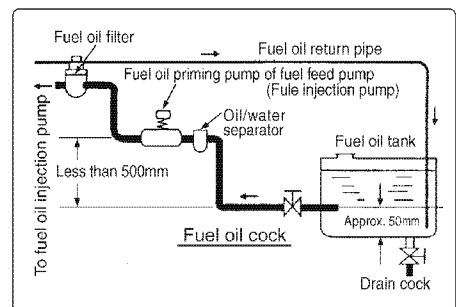 Fuel oil filter
Fuel oil return pipe
Fuel oil priming pump of fuel feed pump
(Fule injection pump)
Oil/water
separator
Fuel oil tank
To fuel oil injection pump
Less than 500mm
Approx. 50mm
Fuel oil cock
Drain cock